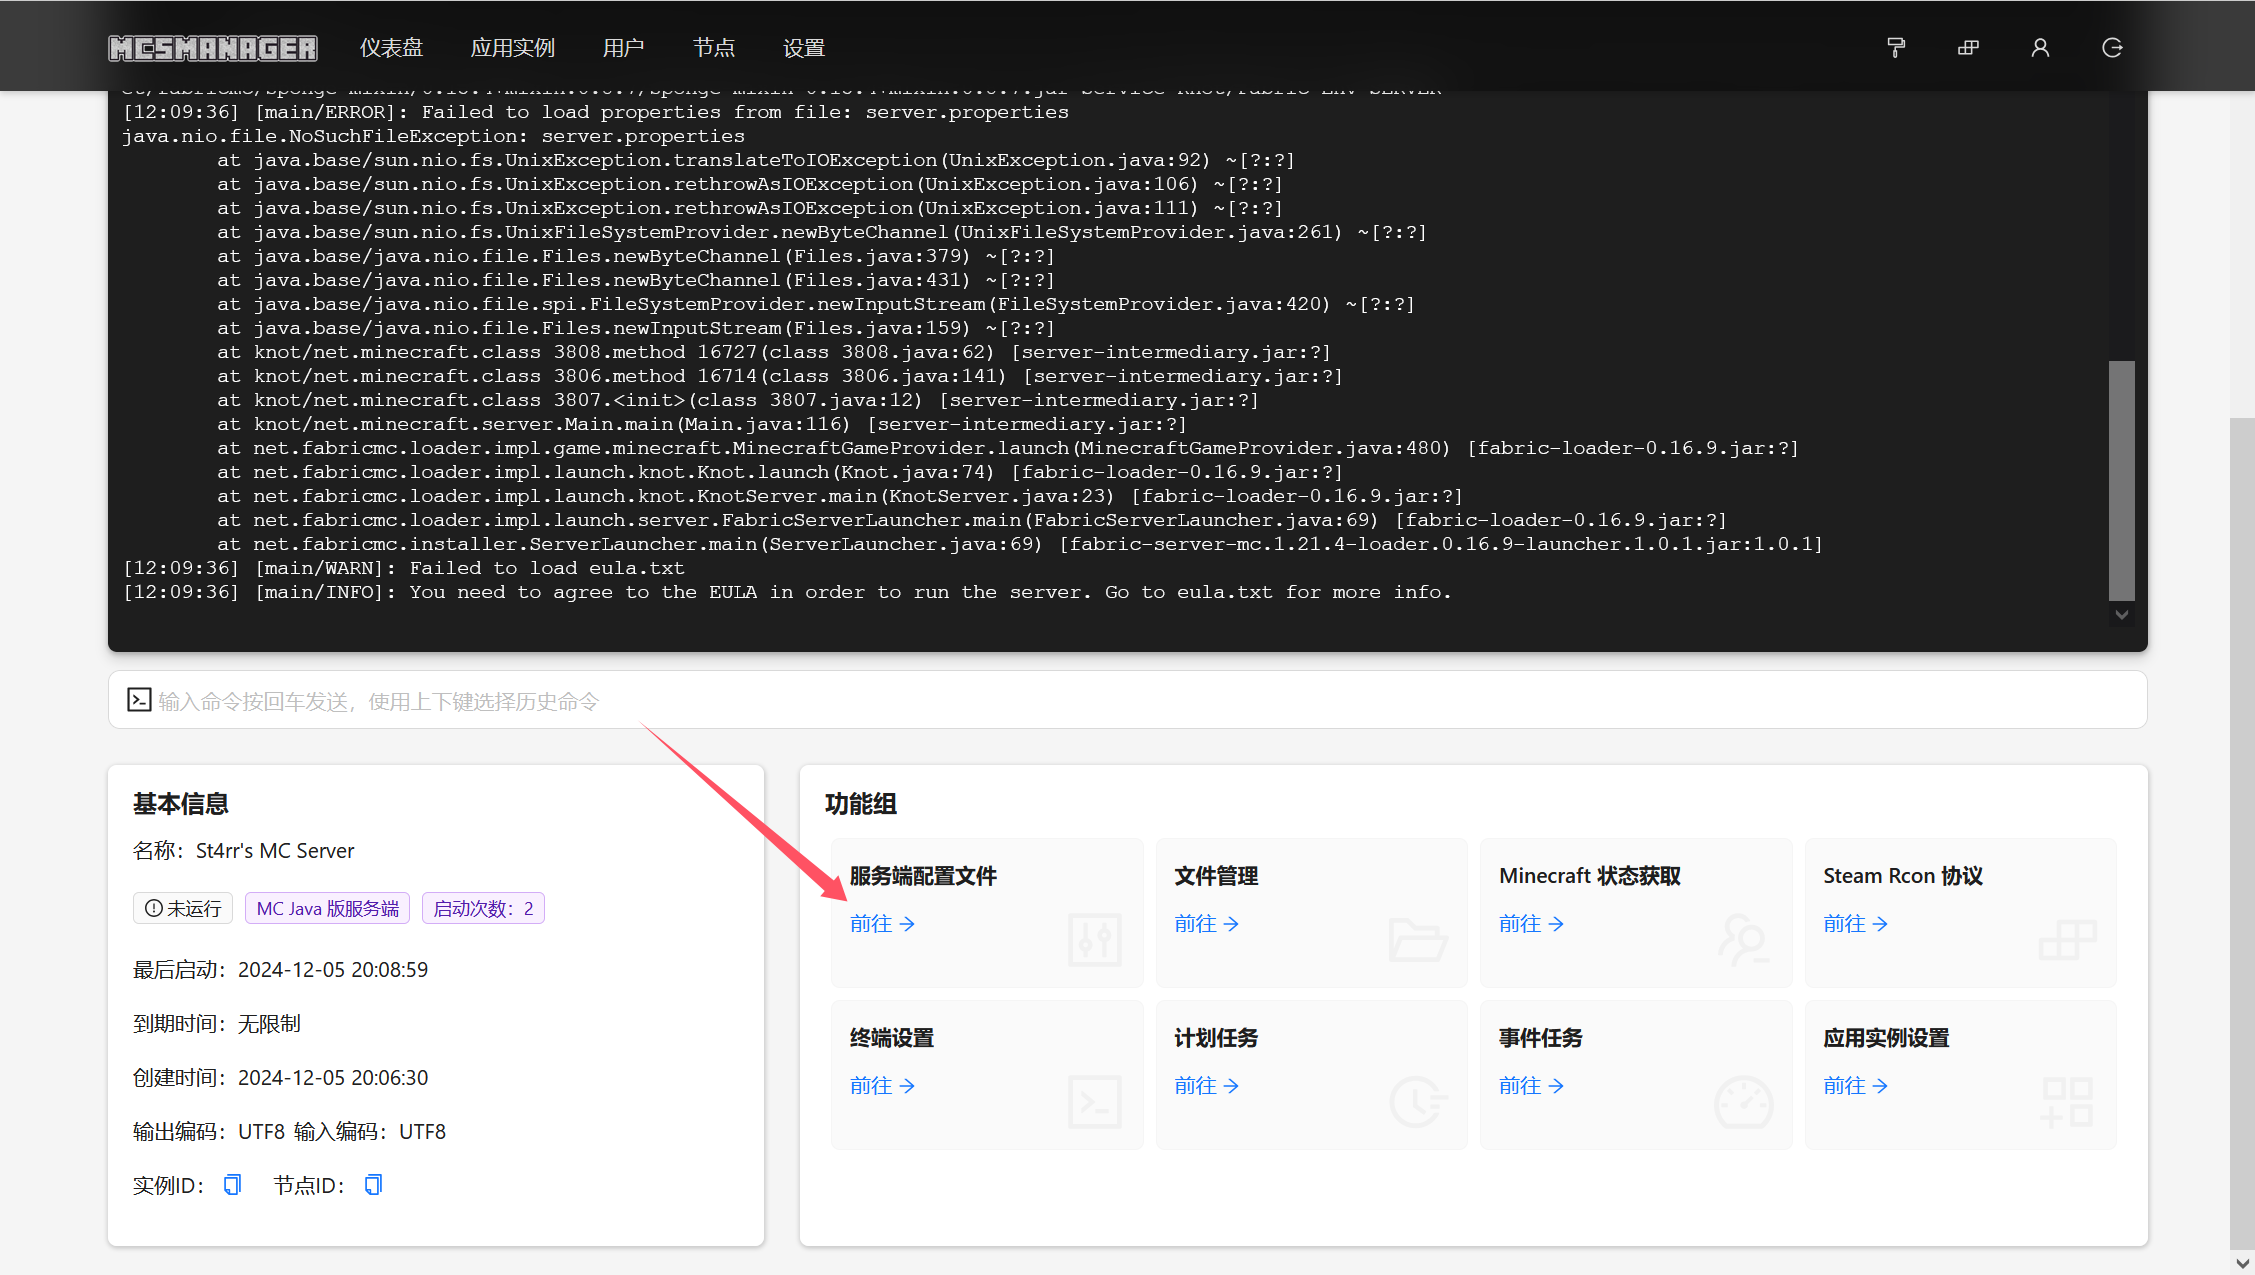 MCSMANAGER 仪表盘 应用实例 用户 节点 设置
[12:09:36] [main/ERROR]: Failed to load properties from file: server.properties
java.nio.file.NoSuchFileException: server.properties
at java.base/sun.nio.fs.UnixException.translateToIOException(UnixException.java:92) ~[?:?]
at java.base/sun.nio.fs.UnixException.rethrowAsIOException(UnixException.java:106) ~[?:?]
at java.base/sun.nio.fs.UnixException.rethrowAsIOException(UnixException.java:111) ~[?:?]
at java.base/sun.nio.fs.UnixFileSystemProvider.newByteChannel(UnixFileSystemProvider.java:261) ~[?:?]
at java.base/java.nio.file.Files.newByteChannel(Files.java:379) ~[?:?]
at java.base/java.nio.file.Files.newByteChannel(Files.java:431) ~[?:?]
at java.base/java.nio.file.spi.FileSystemProvider.newInputStream(FileSystemProvider.java:420) ~[?:?]
at java.base/java.nio.file.Files.newInputStream(Files.java:159) ~[?:?]
at knot/net.minecraft.class 3808.method 16727(class 3808.java:62) [server-intermediary.jar:?]
at knot/net.minecraft.class 3806.method 16714(class 3806.java:141) [server-intermediary.jar:?]
at knot/net.minecraft.class 3807.<init>(class 3807.java:12) [server-intermediary.jar:?]
at knot/net.minecraft.server.Main.main(Main.java:116) [server-intermediary.jar:?]
at net.fabricmc.loader.impl.game.minecraft.MinecraftGameProvider.launch(MinecraftGameProvider.java:480) [fabric-loader-0.16.9.jar:?]
at net.fabricmc.loader.impl.launch.knot.Knot.launch(Knot.java:74) [fabric-loader-0.16.9.jar:?]
at net.fabricmc.loader.impl.launch.knot.KnotServer.main(KnotServer.java:23) [fabric-loader-0.16.9.jar:?]
at net.fabricmc.loader.impl.launch.server.FabricServerLauncher.main(FabricServerLauncher.java:69) [fabric-loader-0.16.9.jar:?]
at net.fabricmc.installer.ServerLauncher.main(ServerLauncher.java:69) [fabric-server-mc.1.21.4-loader.0.16.9-launcher.1.0.1.jar:1.0.1]
[12:09:36] [main/WARN]: Failed to load eula.txt
[12:09:36] [main/INFO]: You need to agree to the EULA in order to run the server. Go to eula.txt for more info.
输入命令按回车发送，使用上下键选择历史命令
基本信息
名称：St4rr's MC Server
未运行 MC Java 版服务端 启动次数：2
最后启动：2024-12-05 20:08:59
到期时间：无限制
创建时间：2024-12-05 20:06:30
输出编码：UTF8 输入编码：UTF8
实例ID： 节点ID：
功能组
服务端配置文件
前往
文件管理
前往
Minecraft 状态获取
前往
Steam Rcon 协议
前往
终端设置
前往
计划任务
前往
事件任务
前往
应用实例设置
前往